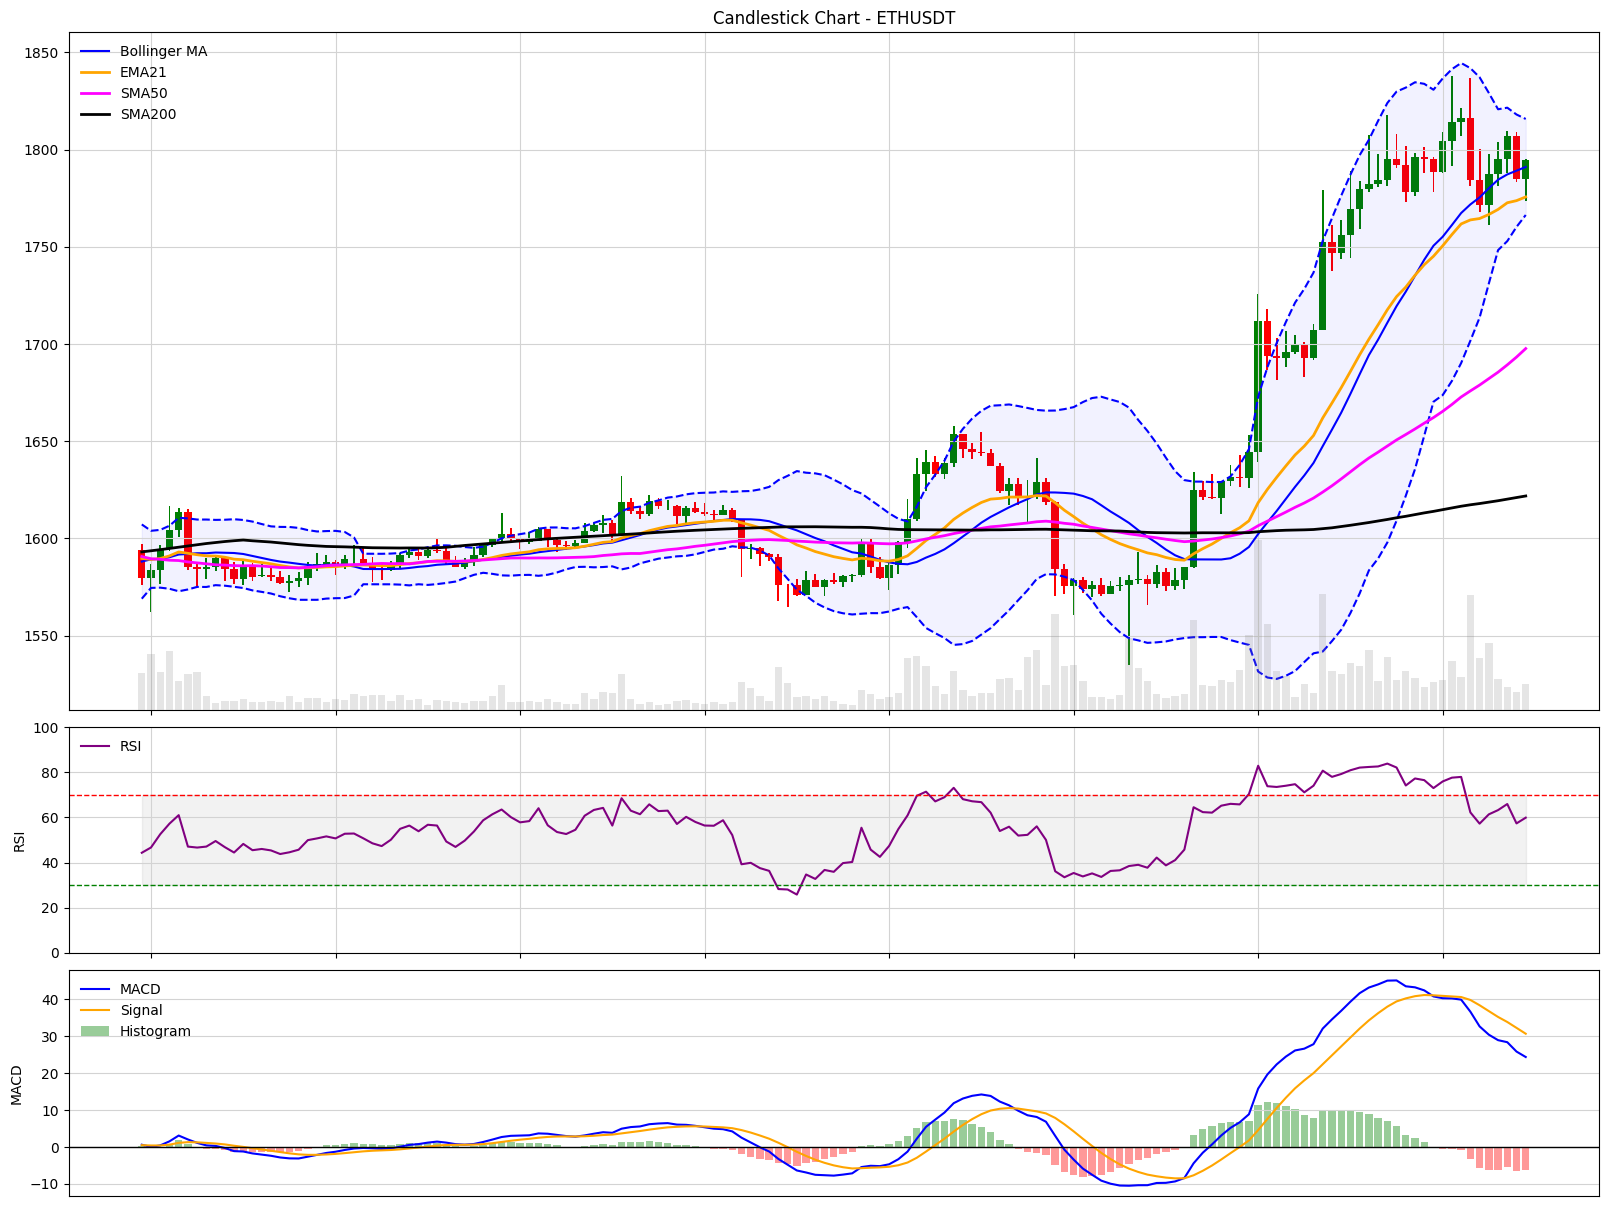 Candlestick Chart - ETHUSDT
Bollinger MA
EMA21
SMA50
SMA200
1850
1800
1750
1700
1650
1600
1550
RSI
100
80
60
40
20
0
RSI
MACD
Signal
Histogram
40
30
20
10
0
−10
MACD